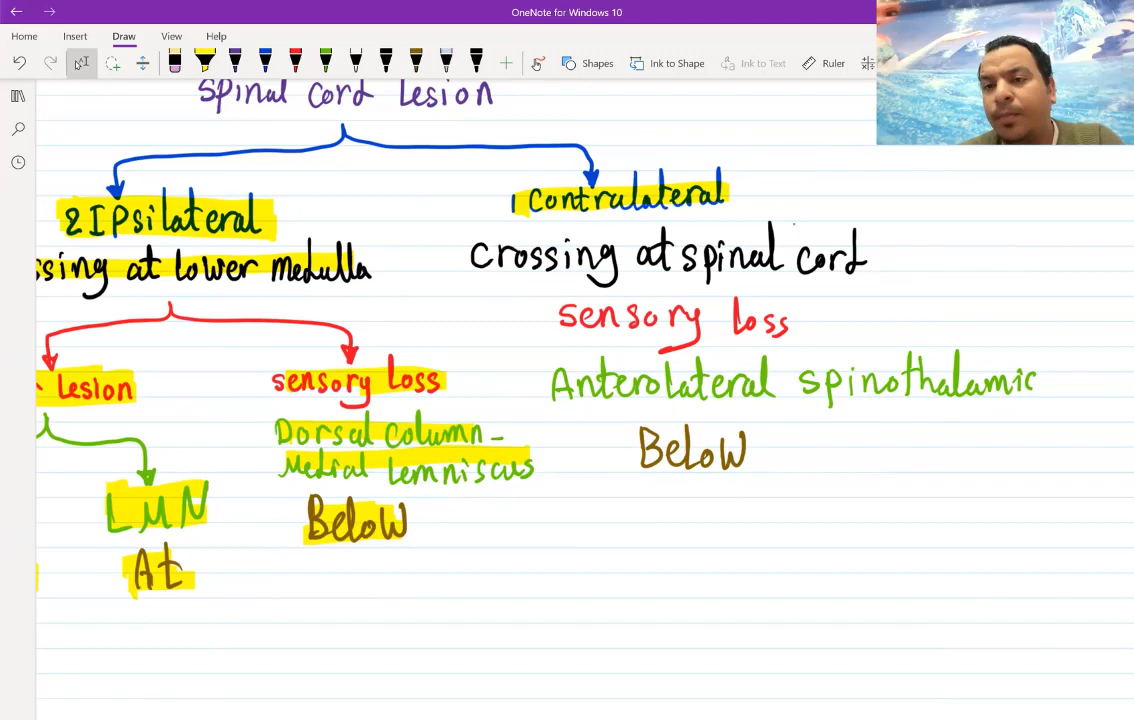 OneNote for Windows 10
Home Insert Draw View Help
Shapes Ink to Shape Ink to Text Ruler
Spinal Cord Lesion
2 IPsilateral
1 Contralateral
ssing at lower medulla
crossing at spinal cord
sensory loss
Lesion
sensory loss
Anterolateral spinothalamic
Dorsal column -
Medial lemniscus
Below
LMN
Below
At